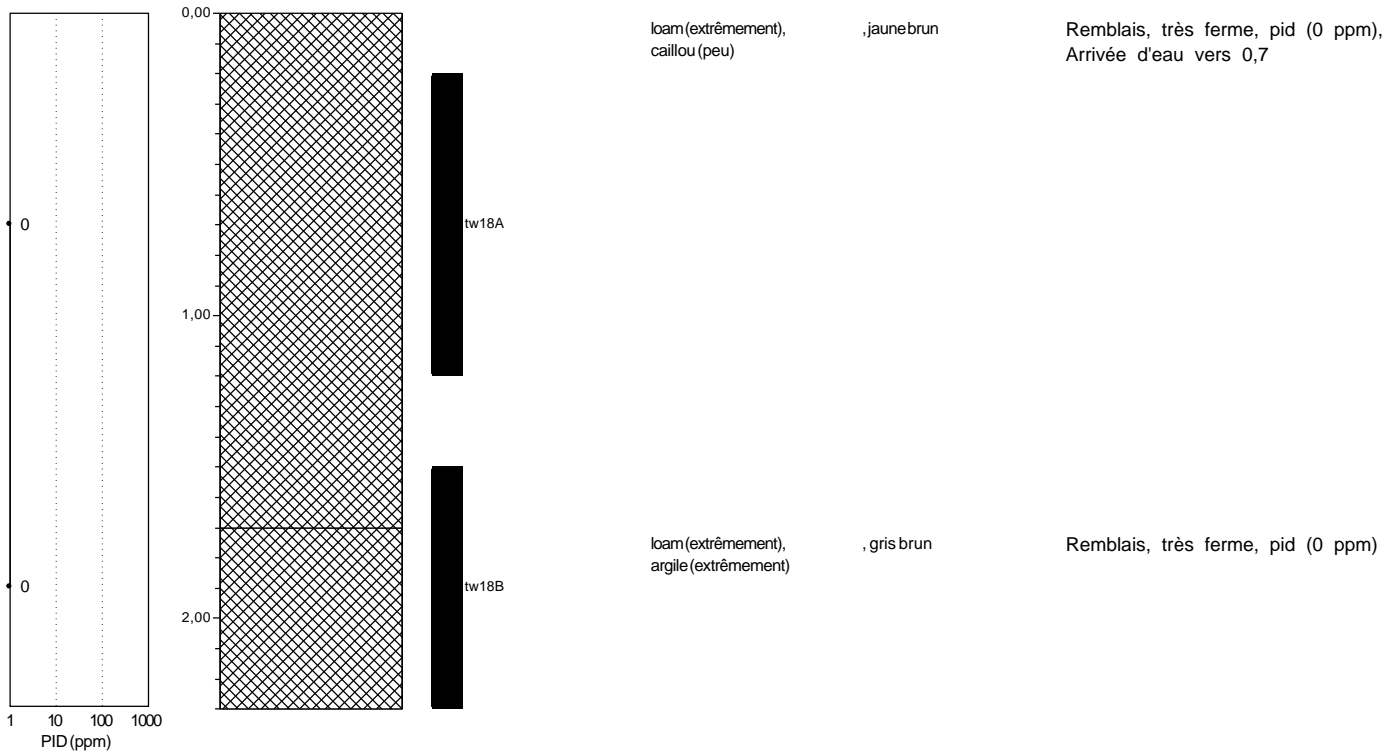 0,00
loam (extrêmement),
caillou (peu)
, jaune brun
Remblais, très ferme, pid (0 ppm),
Arrivée d'eau vers 0,7
0
tw18A
1,00
loam (extrêmement),
argile (extrêmement)
, gris brun
Remblais, très ferme, pid (0 ppm)
0
tw18B
2,00
1 10 100 1000
PID (ppm)